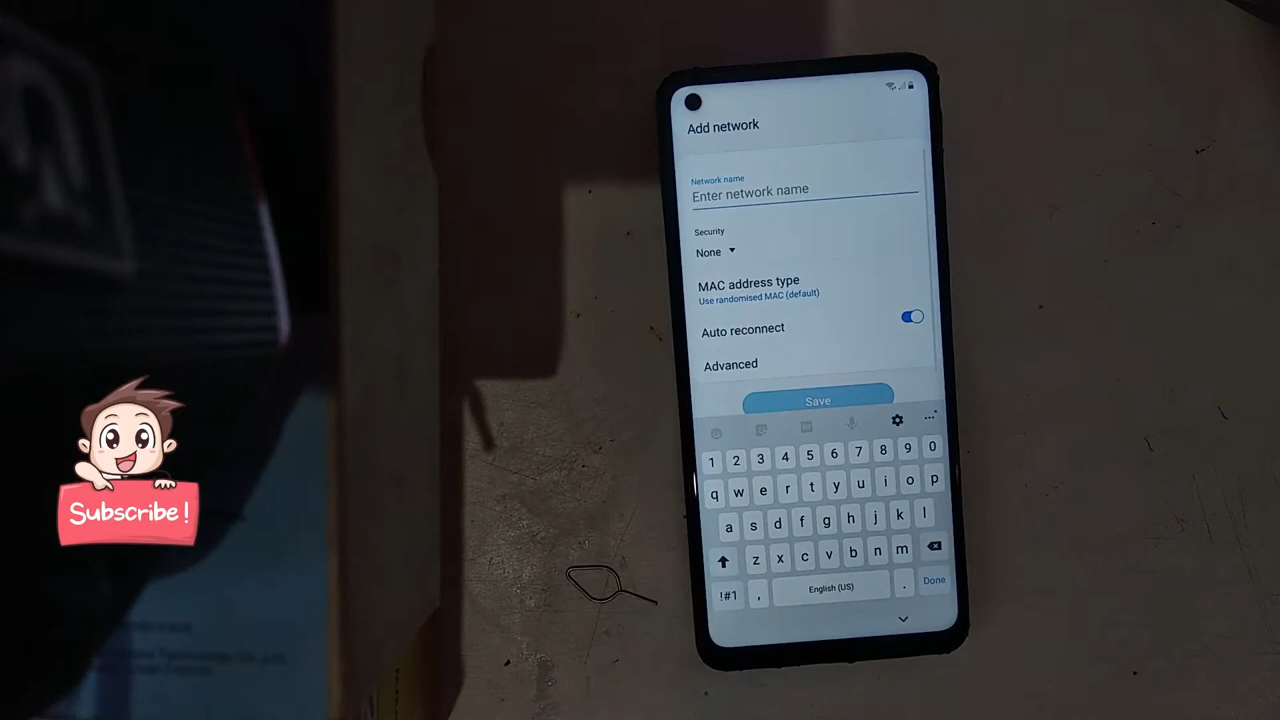 Add network
Network name
Enter network name
Security
None
MAC address type
Use randomised MAC (default)
Auto reconnect
Advanced
Save
1 2 3 4 5 6 7 8 9 0
q w e r t y u i o p
a s d f g h j k l
z x c v b n m
!#1 , English (US) . Done
Subscribe!